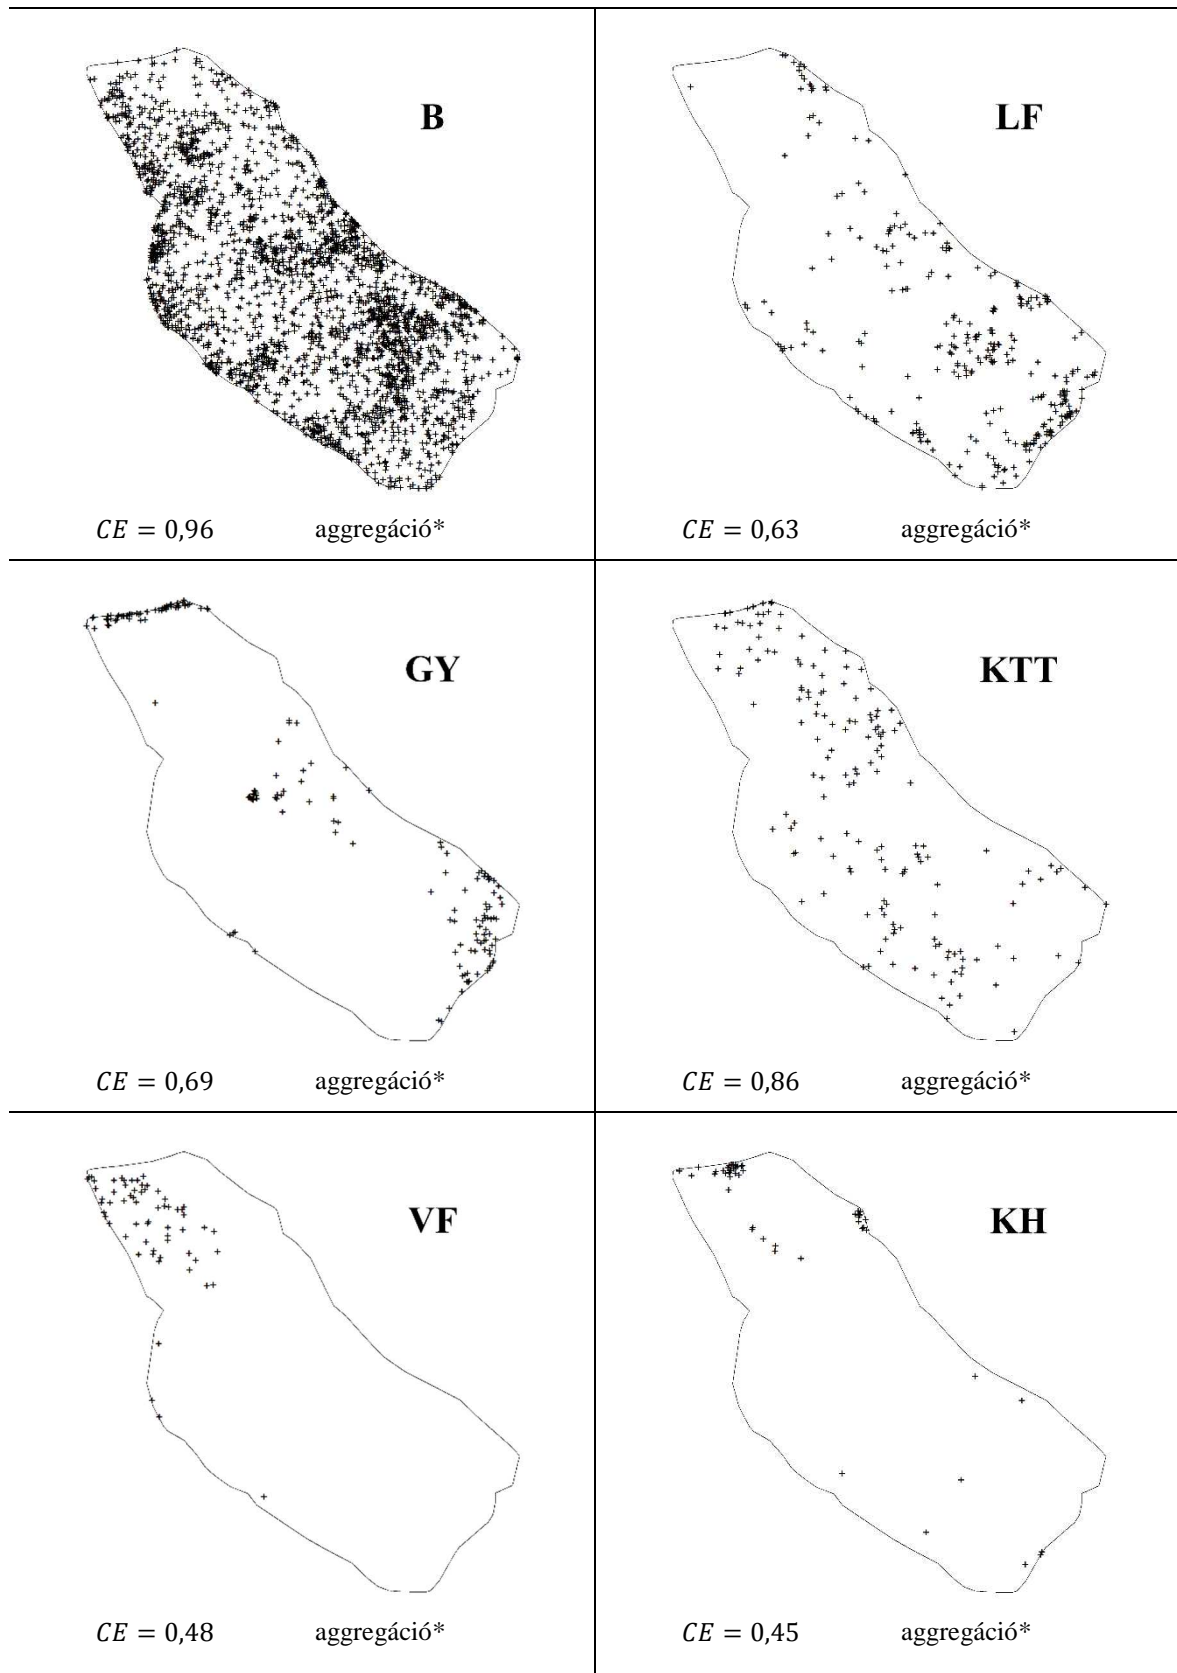 B
LF
CE = 0,96 aggregáció*
CE = 0,63 aggregáció*
GY
KTT
CE = 0,69 aggregáció*
CE = 0,86 aggregáció*
VF
KH
CE = 0,48 aggregáció*
CE = 0,45 aggregáció*